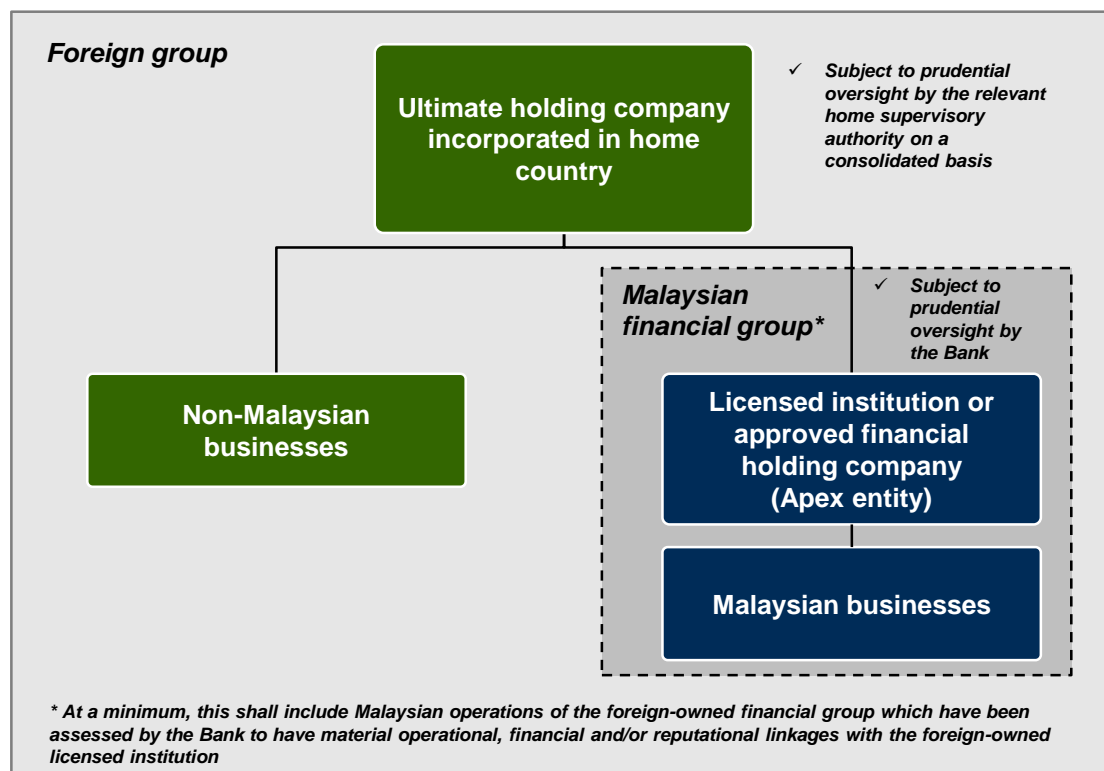 Foreign group
Ultimate holding company
incorporated in home
country
✓ Subject to prudential
oversight by the relevant
home supervisory
authority on a
consolidated basis
Malaysian
financial group*
✓ Subject to
prudential
oversight by
the Bank
Non-Malaysian
businesses
Licensed institution or
approved financial
holding company
(Apex entity)
Malaysian businesses
* At a minimum, this shall include Malaysian operations of the foreign-owned financial group which have been
assessed by the Bank to have material operational, financial and/or reputational linkages with the foreign-owned
licensed institution